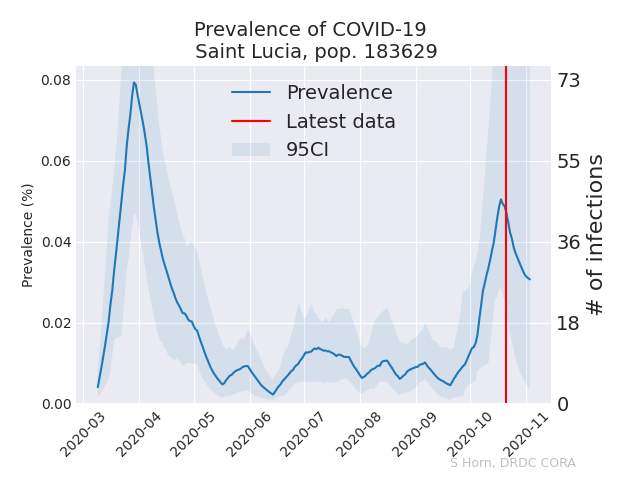 Prevalence of COVID-19
Saint Lucia, pop. 183629
Prevalence
Latest data
95CI
Prevalence (%)
0.08
0.06
0.04
0.02
0.00
73
55
36
18
0
# of infections
2020-03
2020-04
2020-05
2020-06
2020-07
2020-08
2020-09
2020-10
2020-11
S Horn, DRDC CORA